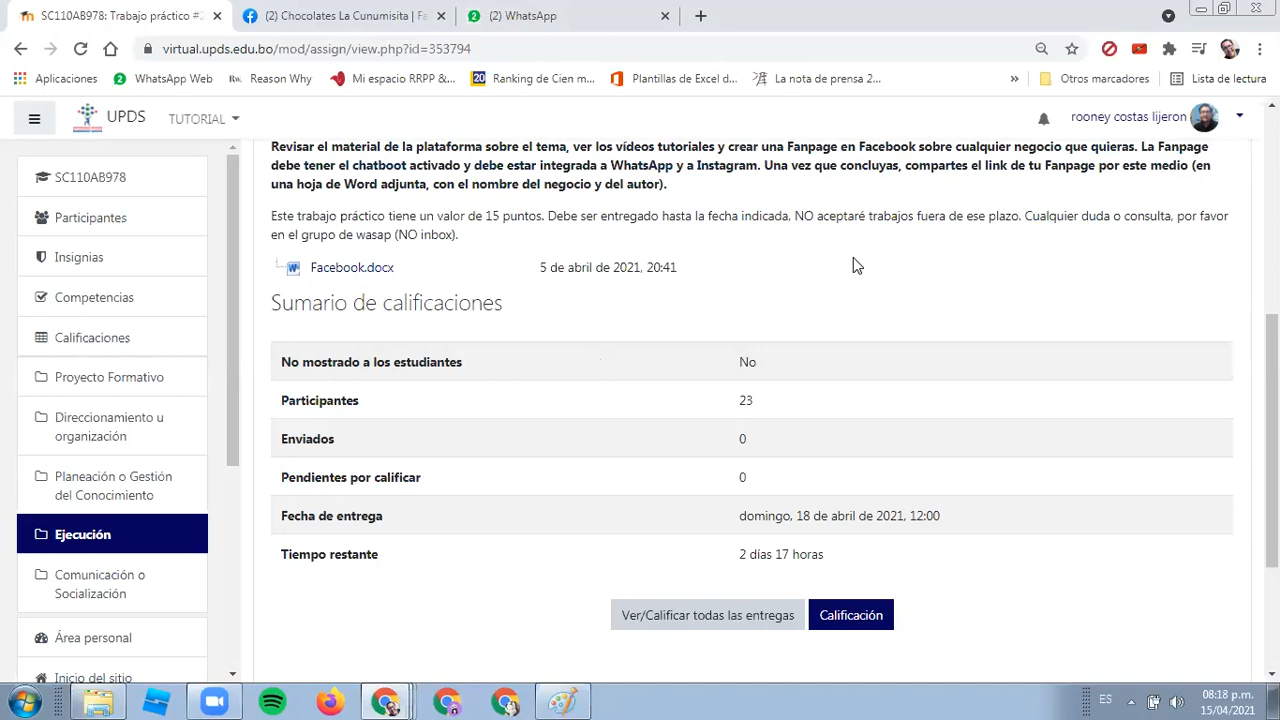 SC110AB978: Trabajo práctico #2
(2) Chocolates La Cunumisita | Fa
(2) WhatsApp
virtual.upds.edu.bo/mod/assign/view.php?id=353794
Aplicaciones
WhatsApp Web
Rw. Reason Why
Mi espacio RRPP &...
20 Ranking de Cien m...
Plantillas de Excel d...
La nota de prensa 2...
»
Otros marcadores
Lista de lectura
UPDS
TUTORIAL
rooney costas lijeron
Revisar el material de la plataforma sobre el tema, ver los vídeos tutoriales y crear una Fanpage en Facebook sobre cualquier negocio que quieras. La Fanpage
debe tener el chatboot activado y debe estar integrada a WhatsApp y a Instagram. Una vez que concluyas, compartes el link de tu Fanpage por este medio (en
una hoja de Word adjunta, con el nombre del negocio y del autor).
Este trabajo práctico tiene un valor de 15 puntos. Debe ser entregado hasta la fecha indicada, NO aceptaré trabajos fuera de ese plazo. Cualquier duda o consulta, por favor
en el grupo de wasap (NO inbox).
Facebook.docx 5 de abril de 2021, 20:41
Sumario de calificaciones
No mostrado a los estudiantes No
Participantes 23
Enviados 0
Pendientes por calificar 0
Fecha de entrega domingo, 18 de abril de 2021, 12:00
Tiempo restante 2 días 17 horas
Ver/Calificar todas las entregas
Calificación
SC110AB978
Participantes
Insignias
Competencias
Calificaciones
Proyecto Formativo
Direccionamiento u
organización
Planeación o Gestión
del Conocimiento
Ejecución
Comunicación o
Socialización
Área personal
Inicio del sitio
ES
08:18 p.m.
15/04/2021